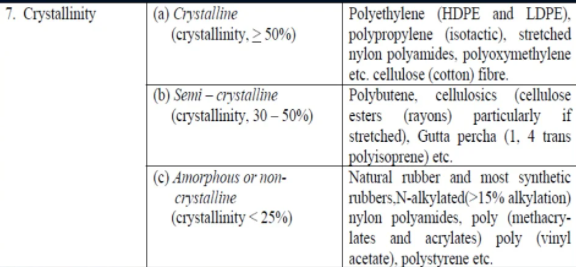 7. Crystallinity
(a) Crystalline
(crystallinity, ≥ 50%)
Polyethylene (HDPE and LDPE),
polypropylene (isotactic), stretched
nylon polyamides, polyoxymethylene
etc. cellulose (cotton) fibre.
(b) Semi – crystalline
(crystallinity, 30 – 50%)
Polybutene, cellulosics (cellulose
esters (rayons) particularly if
stretched), Gutta percha (1, 4 trans
polyisoprene) etc.
(c) Amorphous or non-
crystalline
(crystallinity < 25%)
Natural rubber and most synthetic
rubbers,N-alkylated(>15% alkylation)
nylon polyamides, poly (methacry-
lates and acrylates) poly (vinyl
acetate), polystyrene etc.